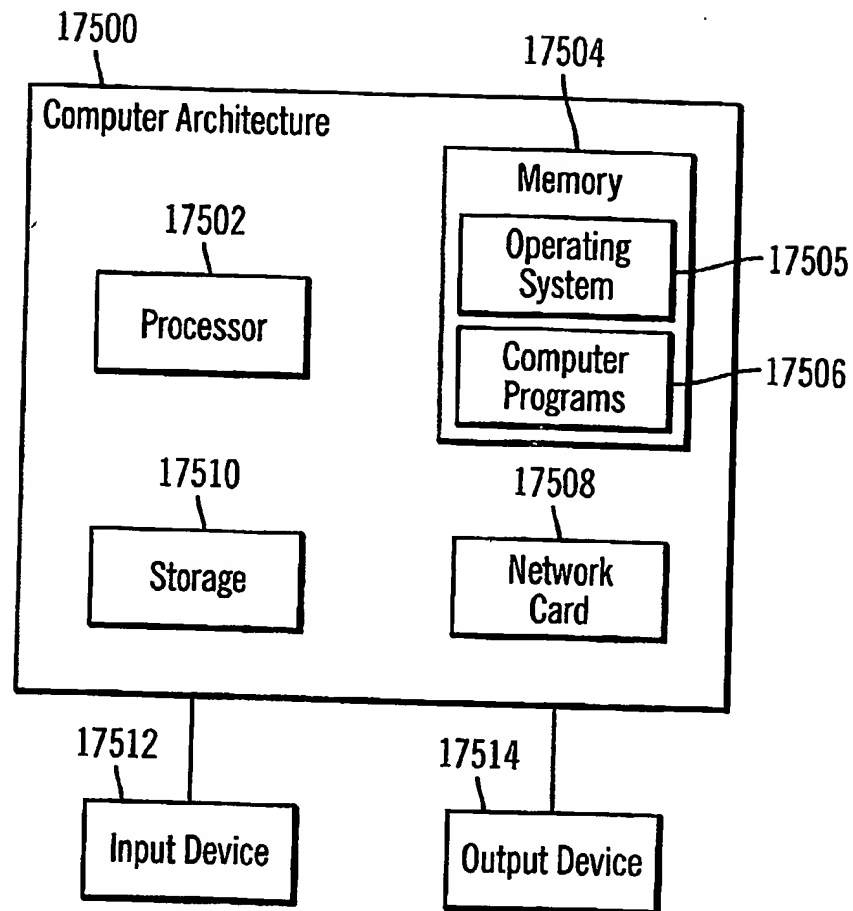 17500
17504
Computer Architecture
Memory
17502
Operating
System
17505
Processor
Computer
Programs
17506
17510
17508
Storage
Network
Card
17512
17514
Input Device
Output Device